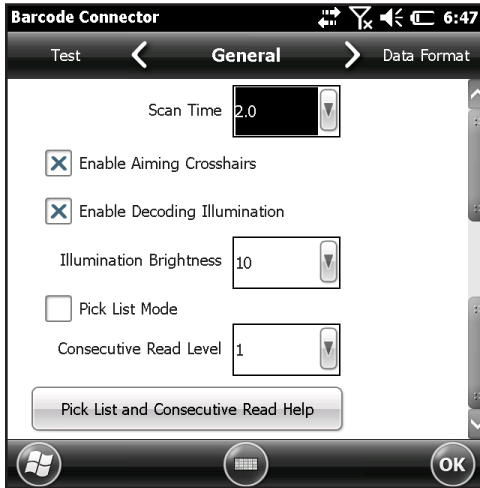 Barcode Connector 6:47
Test General Data Format
Scan Time 2.0
Enable Aiming Crosshairs
Enable Decoding Illumination
Illumination Brightness 10
Pick List Mode
Consecutive Read Level 1
Pick List and Consecutive Read Help
OK